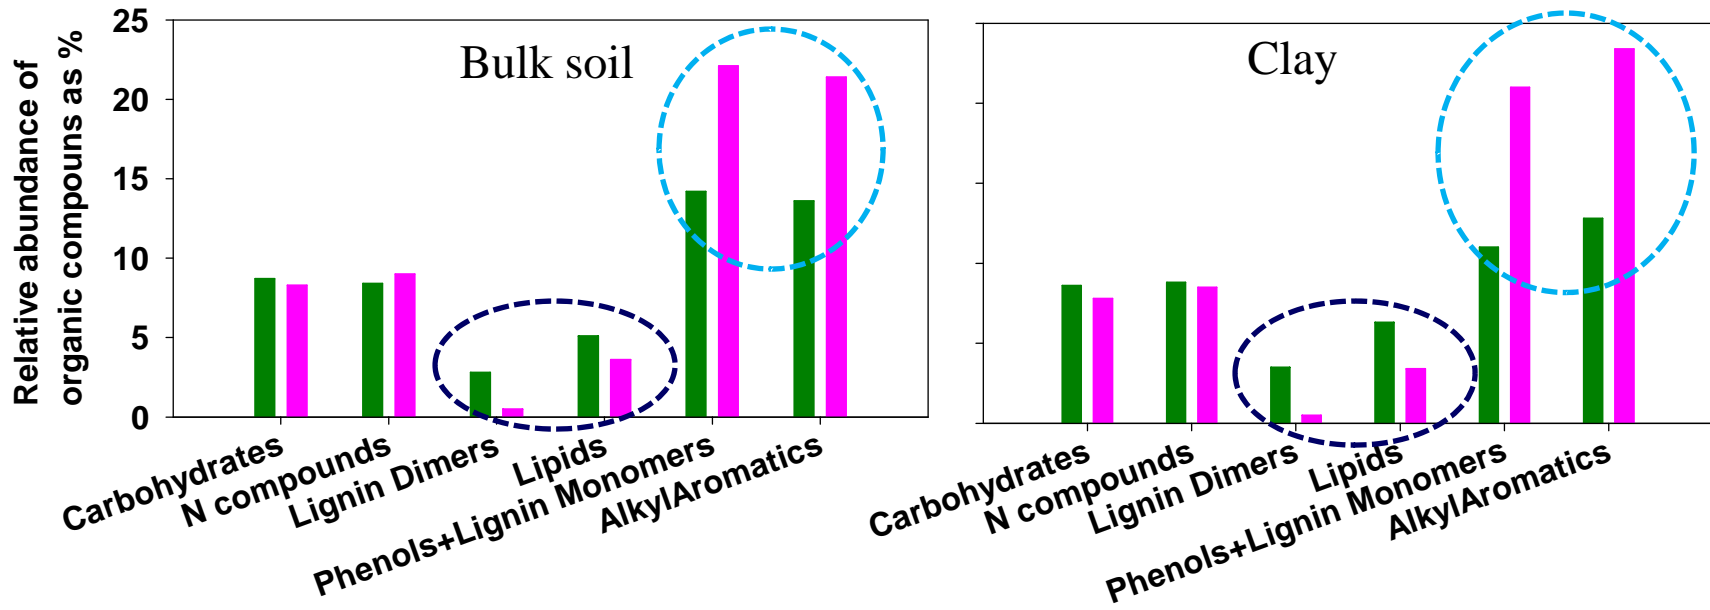 Relative abundance of
organic compouns as %
25
20
15
10
5
0
Bulk soil
Carbohydrates
N compounds
Lignin Dimers
Lipids
Phenols+Lignin Monomers
AlkylAromatics
Clay
Carbohydrates
N compounds
Lignin Dimers
Lipids
Phenols+Lignin Monomers
AlkylAromatics